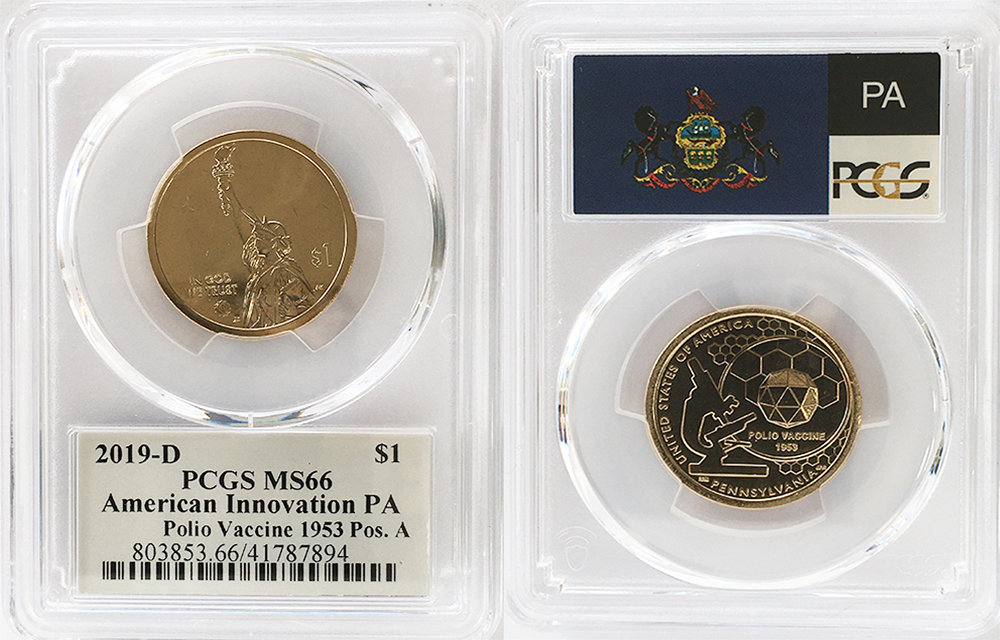 $1
IN GOD
WE TRUST
2019-D $1
PCGS MS66
American Innovation PA
Polio Vaccine 1953 Pos. A
803853.66/41787894
PA
PCGS
UNITED STATES OF AMERICA
POLIO VACCINE
1953
PENNSYLVANIA
PCGS